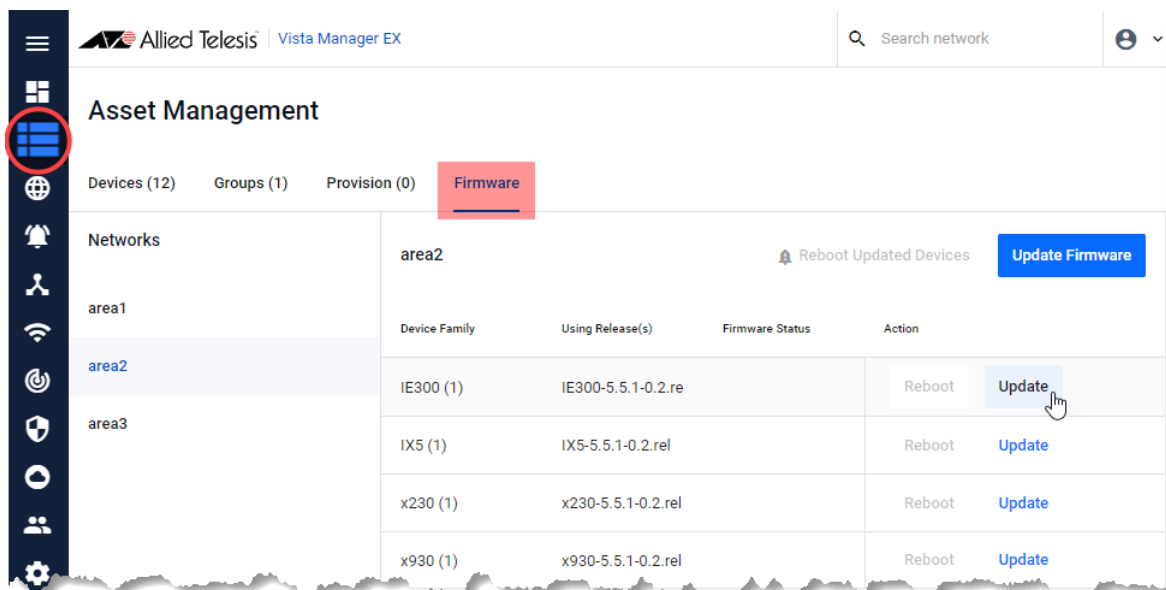 Allied Telesis Vista Manager EX
Search network
Asset Management
Devices (12) Groups (1) Provision (0) Firmware
Networks
area1
area2
area3
area2 Reboot Updated Devices Update Firmware
Device Family Using Release(s) Firmware Status Action
IE300 (1) IE300-5.5.1-0.2.re Reboot Update
IX5 (1) IX5-5.5.1-0.2.rel Reboot Update
x230 (1) x230-5.5.1-0.2.rel Reboot Update
x930 (1) x930-5.5.1-0.2.rel Reboot Update